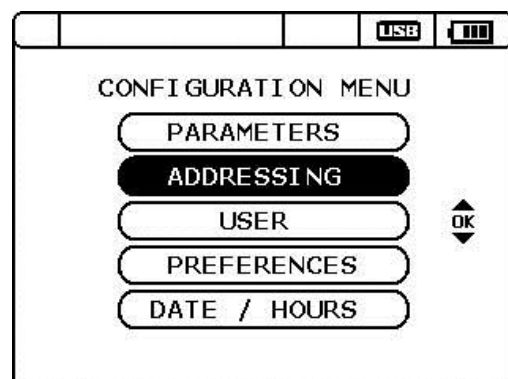 USB
CONFIGURATION MENU
PARAMETERS
ADDRESSING
USER
OK
PREFERENCES
DATE / HOURS